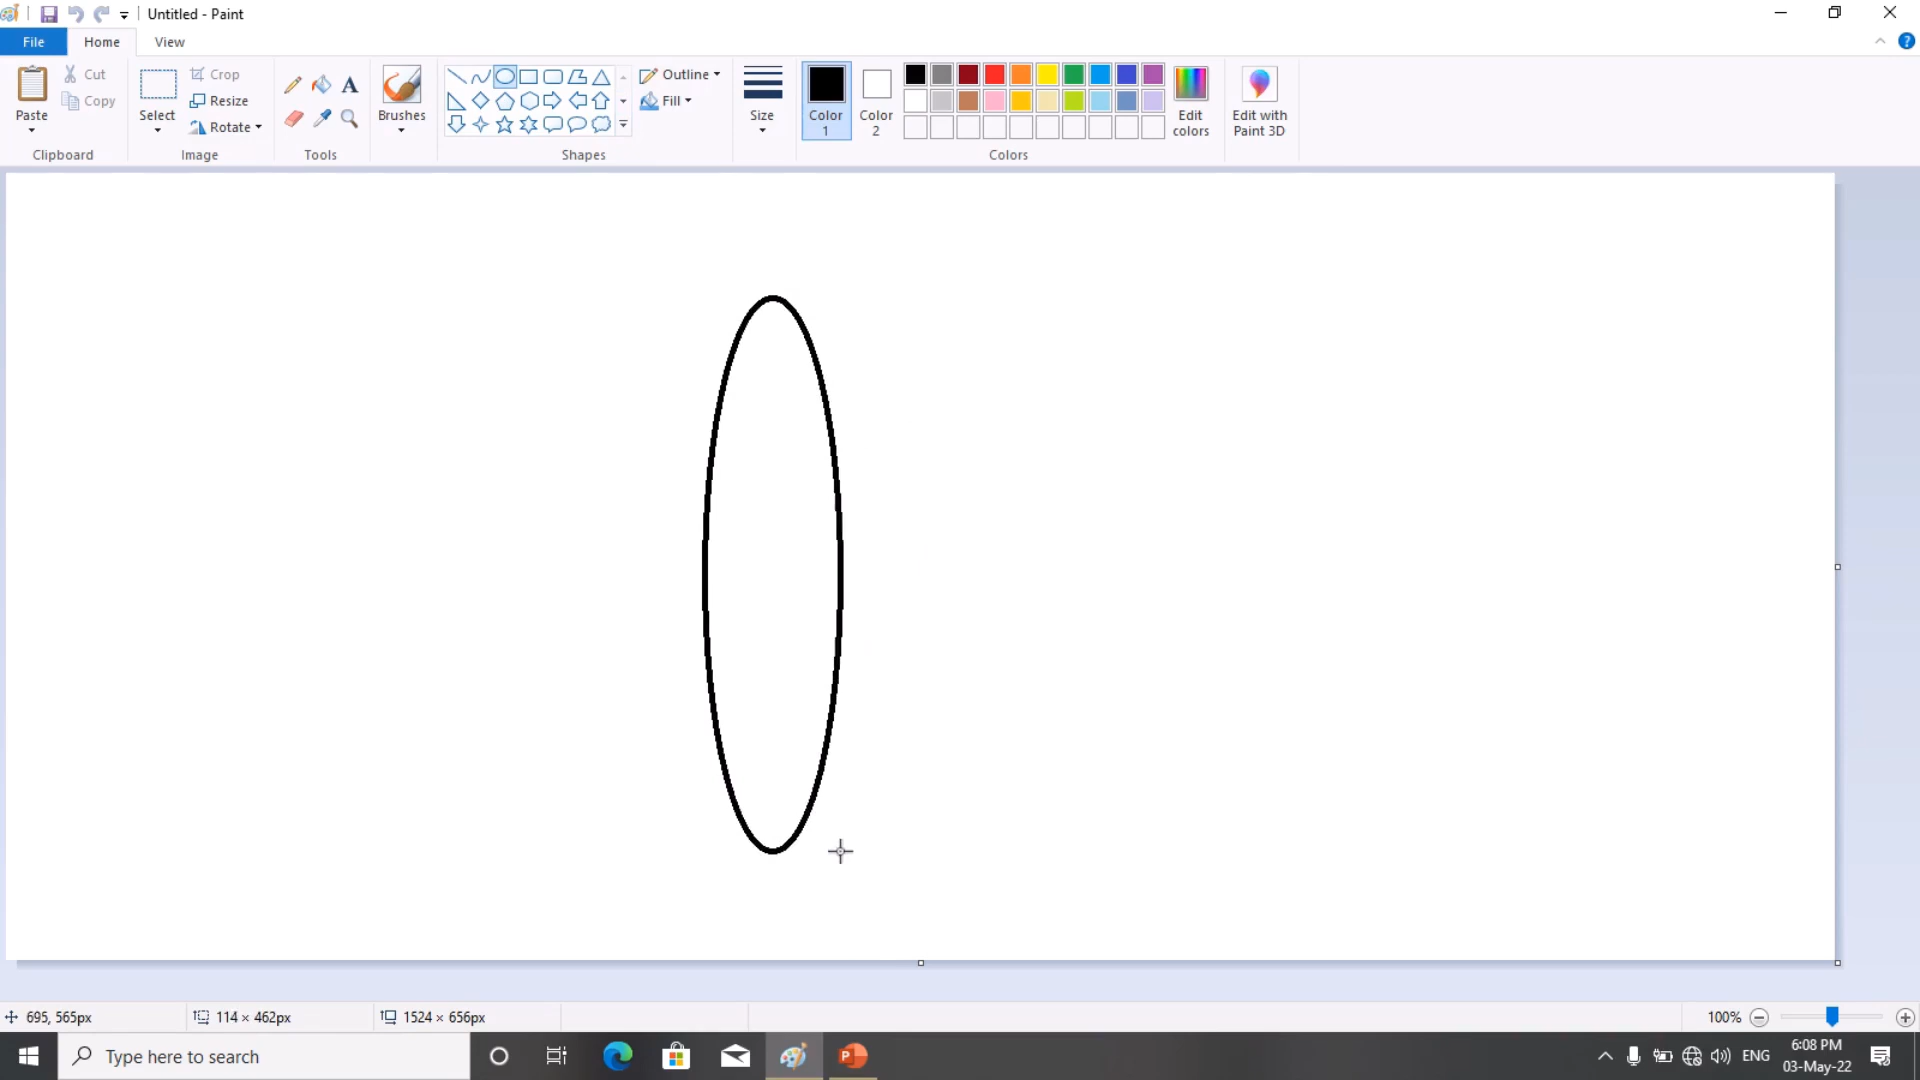 Untitled - Paint
File Home View
Paste
Cut
Copy
Clipboard
Select
Crop
Resize
Rotate
Image
A
Tools
Brushes
Shapes
Outline
Fill
Size
Color 1
Color 2
Colors
Edit colors
Edit with Paint 3D
?
695, 565px
114 × 462px
1524 × 656px
100%
Type here to search
P
ENG
6:08 PM
03-May-22